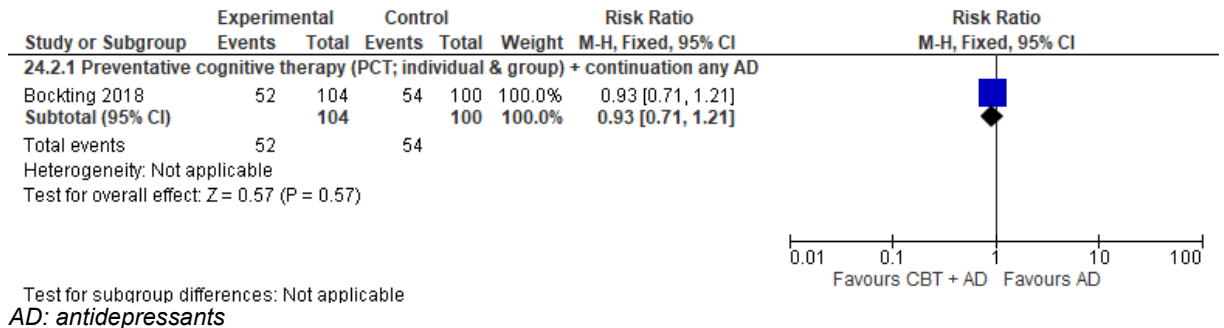 Experimental Control Risk Ratio Risk Ratio
Study or Subgroup Events Total Events Total Weight M-H, Fixed, 95% CI M-H, Fixed, 95% CI
24.2.1 Preventative cognitive therapy (PCT; individual & group) + continuation any AD
Bockting 2018 52 104 54 100 100.0% 0.93 [0.71, 1.21]
Subtotal (95% CI) 104 100 100.0% 0.93 [0.71, 1.21]
Total events 52 54
Heterogeneity: Not applicable
Test for overall effect: Z = 0.57 (P = 0.57)
0.01 0.1 1 10 100
Favours CBT + AD Favours AD
Test for subgroup differences: Not applicable
AD: antidepressants